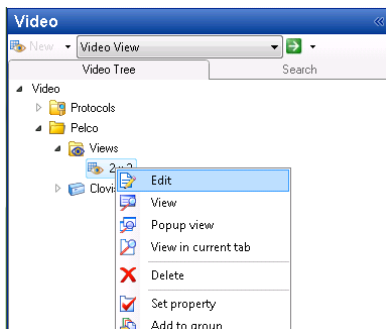 Video
New Video View
Video Tree Search
Video
Protocols
Pelco
Views
Edit
View
Popup view
View in current tab
Delete
Set property
Add to group